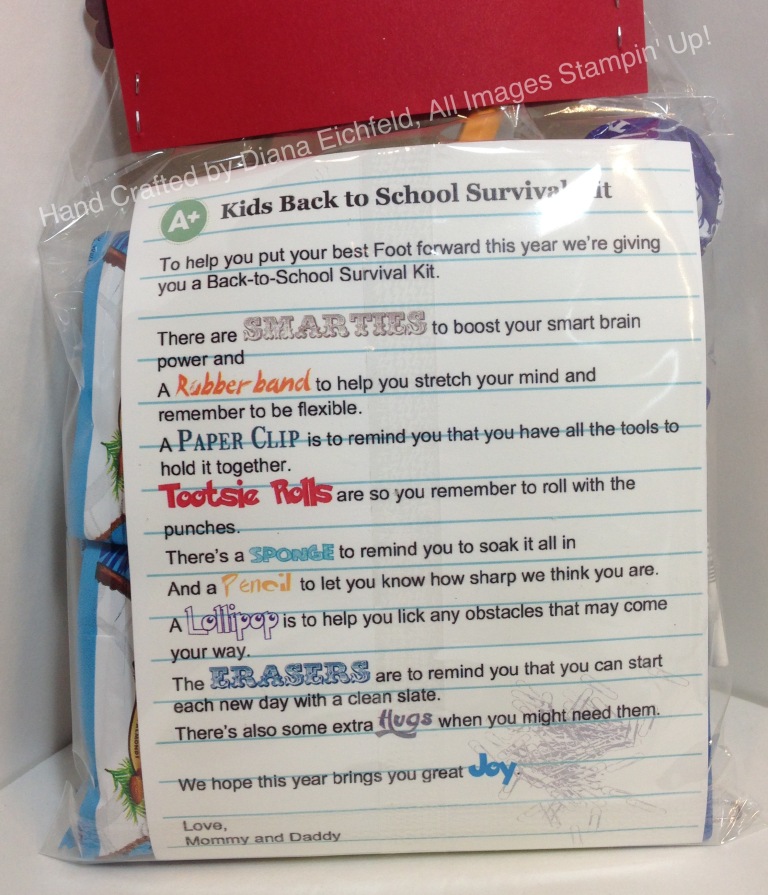 Hand Crafted by Diana Eichfeld, All Images Stampin' Up!
A+ Kids Back to School Survival Kit
To help you put your best Foot forward this year we're giving
you a Back-to-School Survival Kit.
There are SMARTIES to boost your smart brain
power and
A Rubber band to help you stretch your mind and
remember to be flexible.
A PAPER CLIP is to remind you that you have all the tools to
hold it together.
Tootsie Rolls are so you remember to roll with the
punches.
There's a SPONGE to remind you to soak it all in
And a Pencil to let you know how sharp we think you are.
A Lollipop is to help you lick any obstacles that may come
your way.
The ERASERS are to remind you that you can start
each new day with a clean slate.
There's also some extra Hugs when you might need them.
We hope this year brings you great Joy.
Love,
Mommy and Daddy